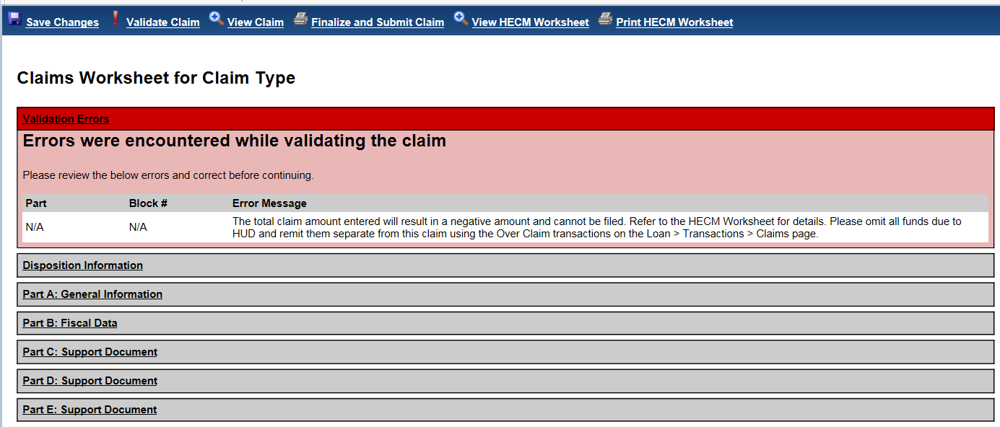 Save Changes Validate Claim View Claim Finalize and Submit Claim View HECM Worksheet Print HECM Worksheet
Claims Worksheet for Claim Type
Validation Errors
Errors were encountered while validating the claim
Please review the below errors and correct before continuing.
Part Block # Error Message
N/A N/A The total claim amount entered will result in a negative amount and cannot be filed. Refer to the HECM Worksheet for details. Please omit all funds due to
HUD and remit them separate from this claim using the Over Claim transactions on the Loan > Transactions > Claims page.
Disposition Information
Part A: General Information
Part B: Fiscal Data
Part C: Support Document
Part D: Support Document
Part E: Support Document